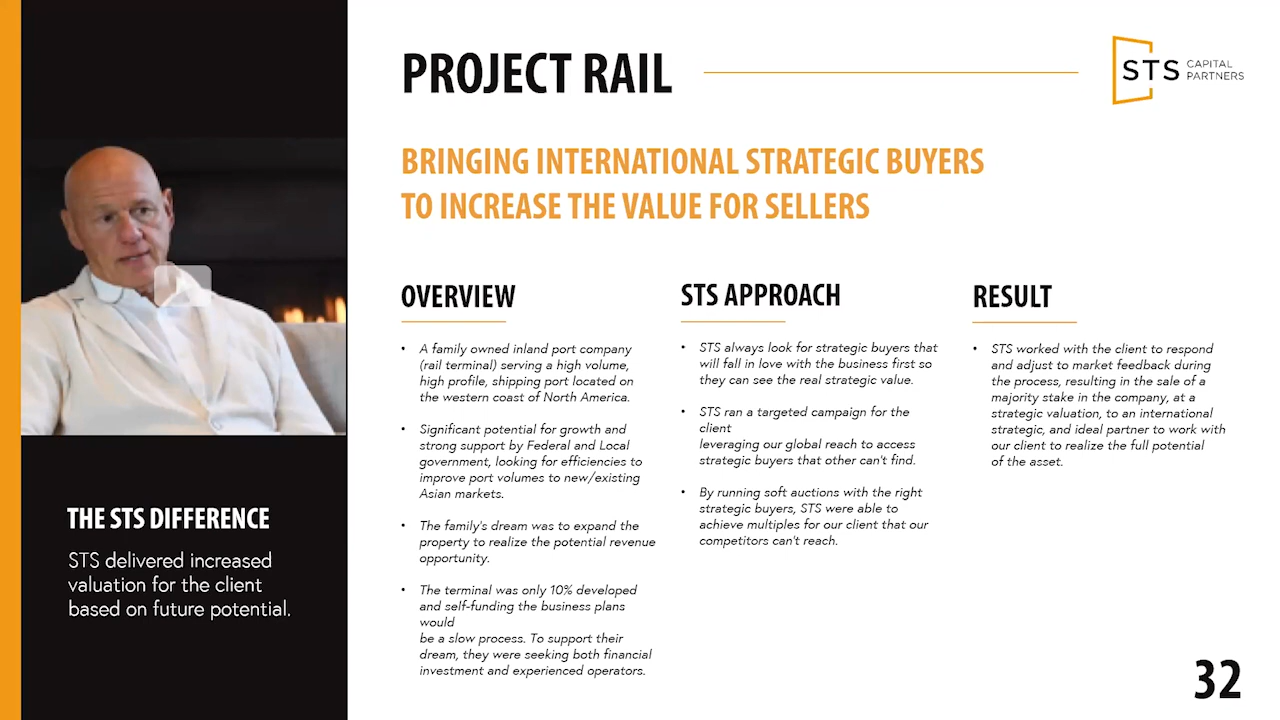 PROJECT RAIL
STS CAPITAL
PARTNERS
BRINGING INTERNATIONAL STRATEGIC BUYERS
TO INCREASE THE VALUE FOR SELLERS
OVERVIEW
• A family owned inland port company
(rail terminal) serving a high volume,
high profile, shipping port located on
the western coast of North America.
• Significant potential for growth and
strong support by Federal and Local
government, looking for efficiencies to
improve port volumes to new/existing
Asian markets.
• The family's dream was to expand the
property to realize the potential revenue
opportunity.
• The terminal was only 10% developed
and self-funding the business plans
would
be a slow process. To support their
dream, they were seeking both financial
investment and experienced operators.
STS APPROACH
• STS always look for strategic buyers that
will fall in love with the business first so
they can see the real strategic value.
• STS ran a targeted campaign for the
client
leveraging our global reach to access
strategic buyers that other can't find.
• By running soft auctions with the right
strategic buyers, STS were able to
achieve multiples for our client that our
competitors can't reach.
RESULT
• STS worked with the client to respond
and adjust to market feedback during
the process, resulting in the sale of a
majority stake in the company, at a
strategic valuation, to an international
strategic, and ideal partner to work with
our client to realize the full potential
of the asset.
THE STS DIFFERENCE
STS delivered increased
valuation for the client
based on future potential.
32